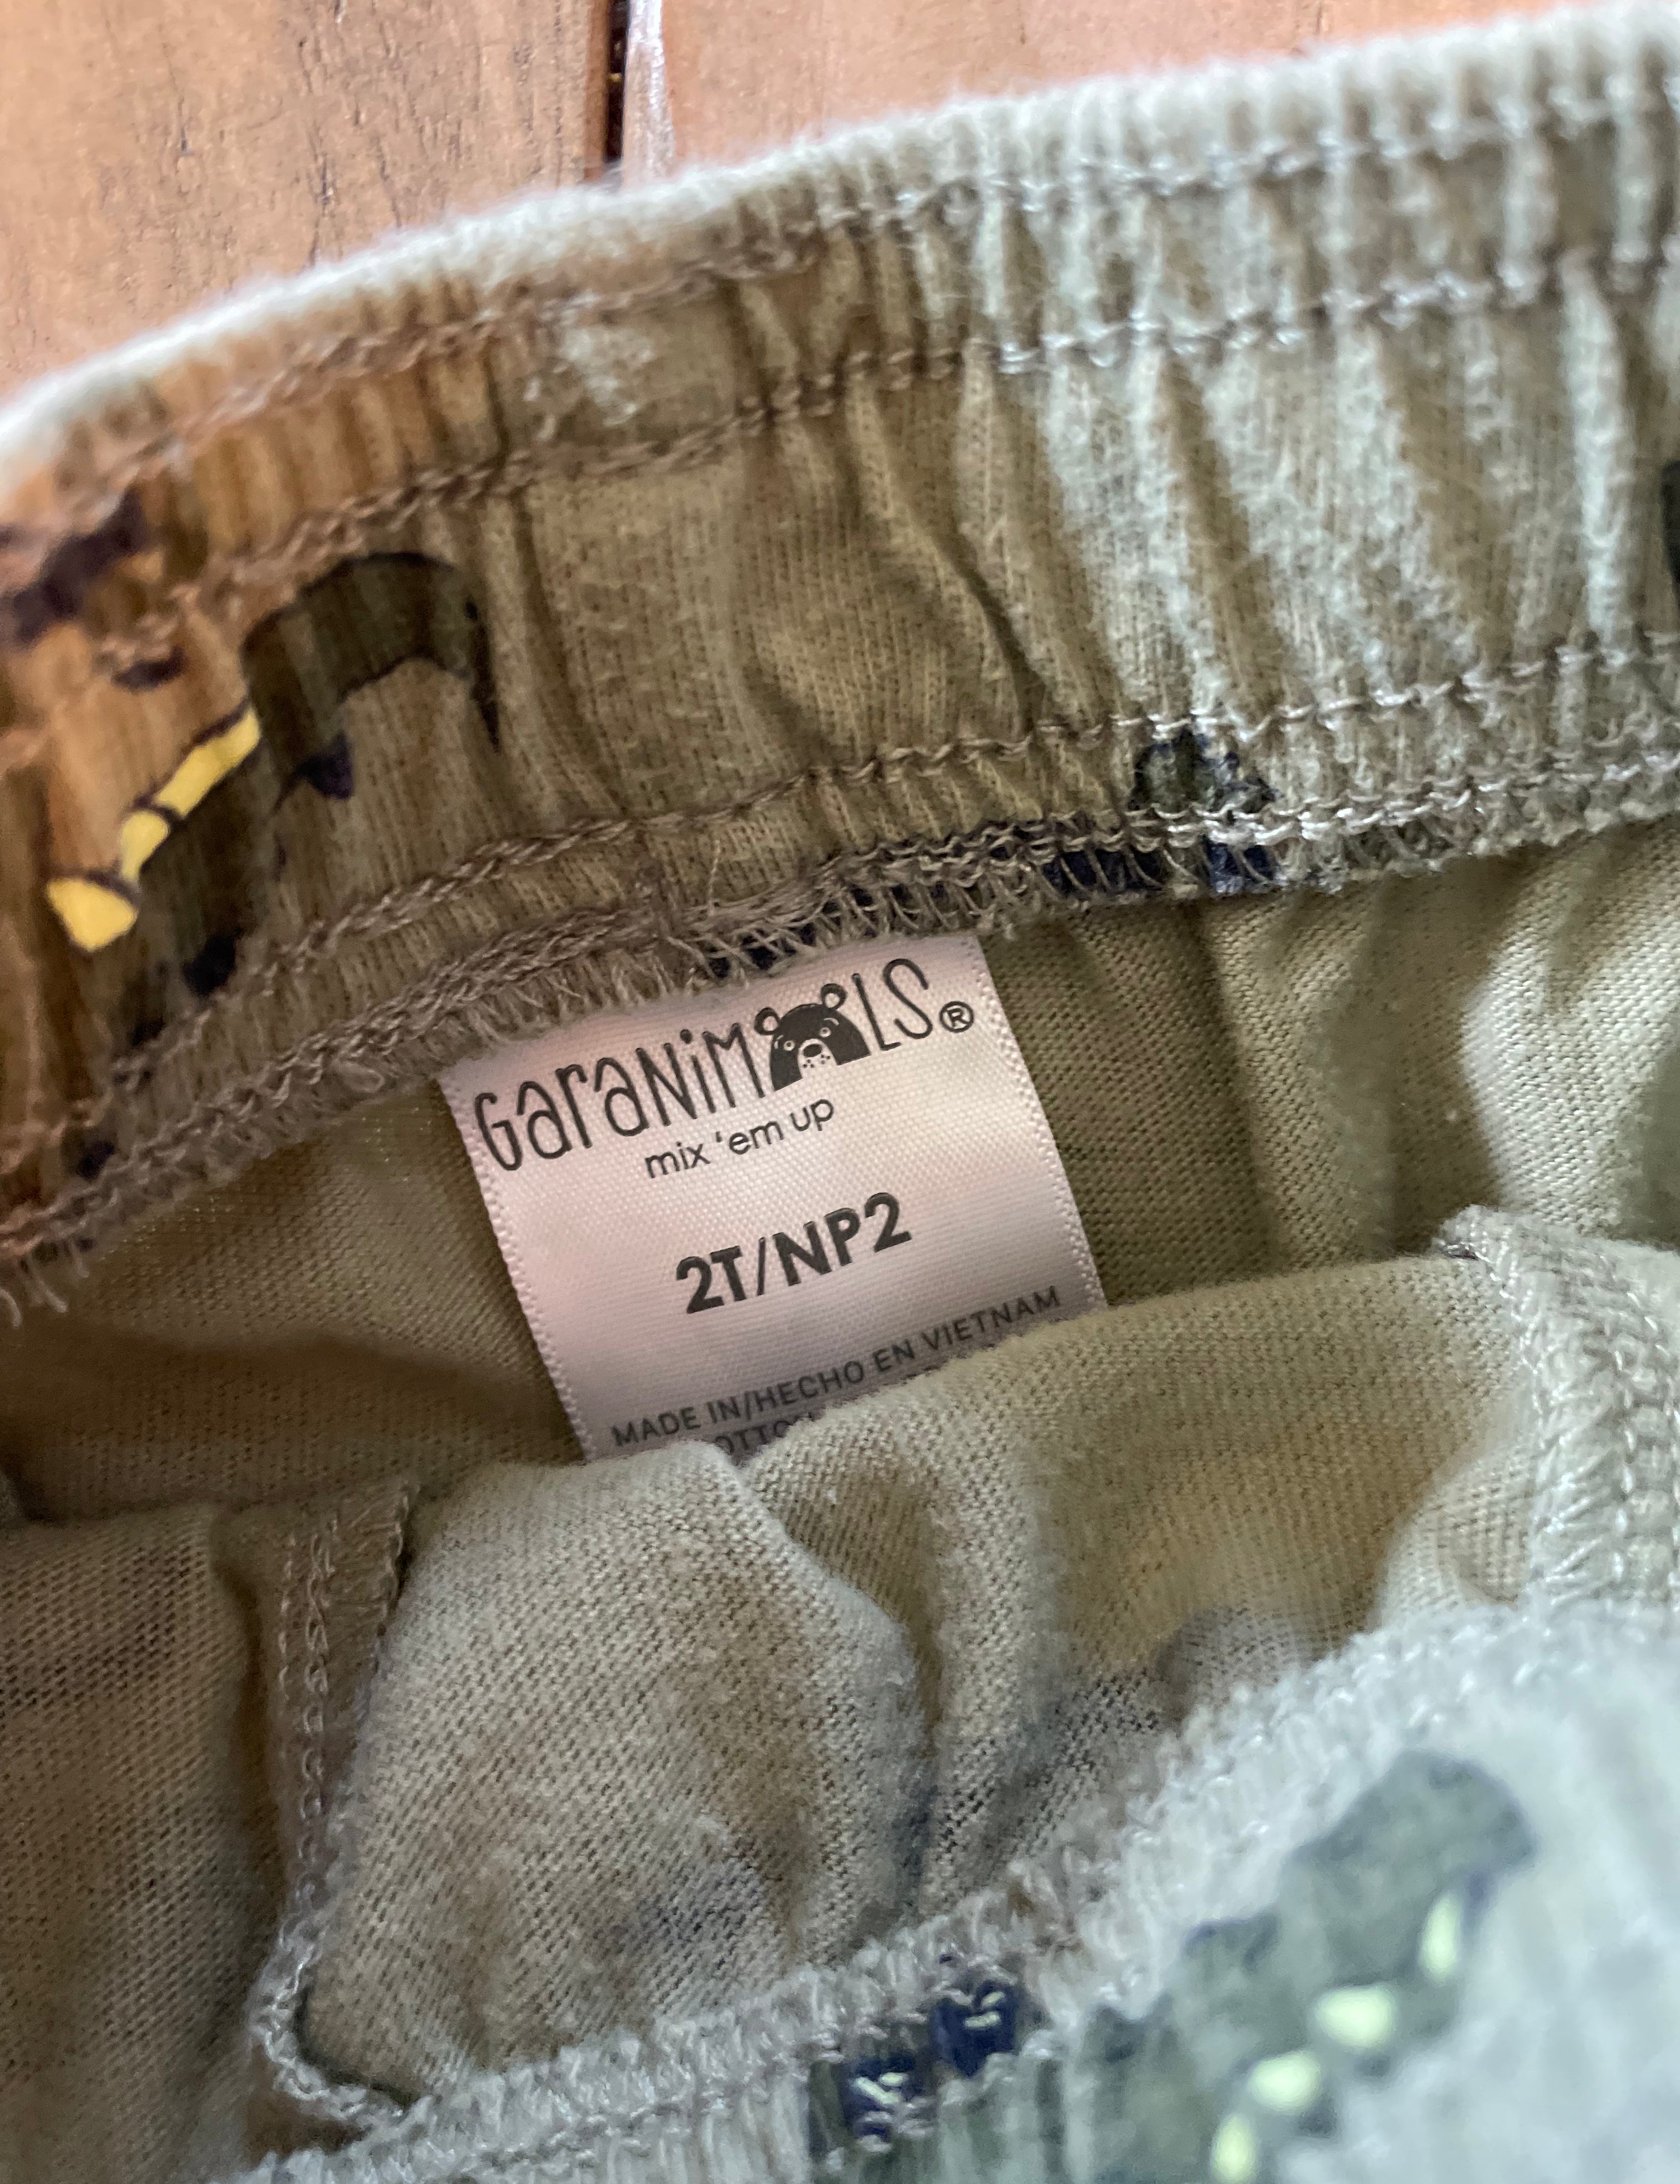 GaraNiMALS®
mix 'em up
2T/NP2
MADE IN/HECHO EN VIETNAM